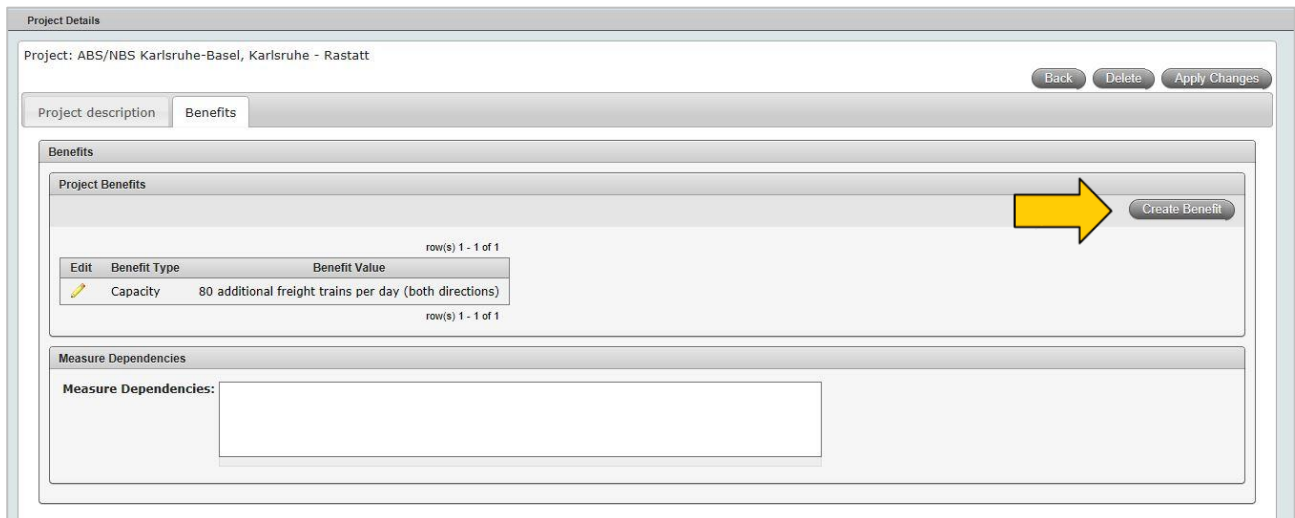 Project Details
Project: ABS/NBS Karlsruhe-Basel, Karlsruhe - Rastatt
Back Delete Apply Changes
Project description Benefits
Benefits
Project Benefits
Create Benefit
row(s) 1 - 1 of 1
Edit Benefit Type Benefit Value
Capacity 80 additional freight trains per day (both directions)
row(s) 1 - 1 of 1
Measure Dependencies
Measure Dependencies: